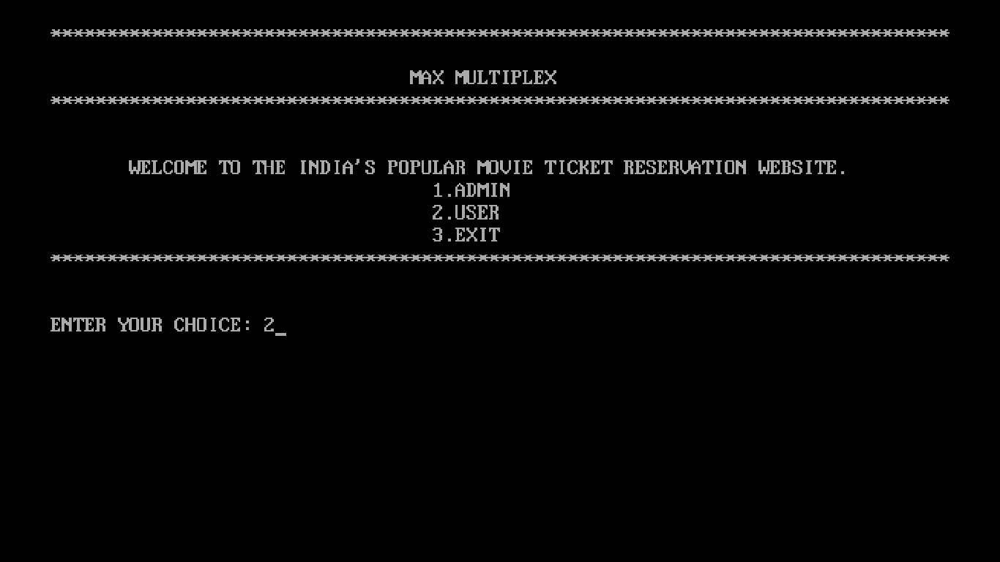 ********************************************************************************
MAX MULTIPLEX
********************************************************************************
WELCOME TO THE INDIA'S POPULAR MOVIE TICKET RESERVATION WEBSITE.
1.ADMIN
2.USER
3.EXIT
********************************************************************************
ENTER YOUR CHOICE: 2_